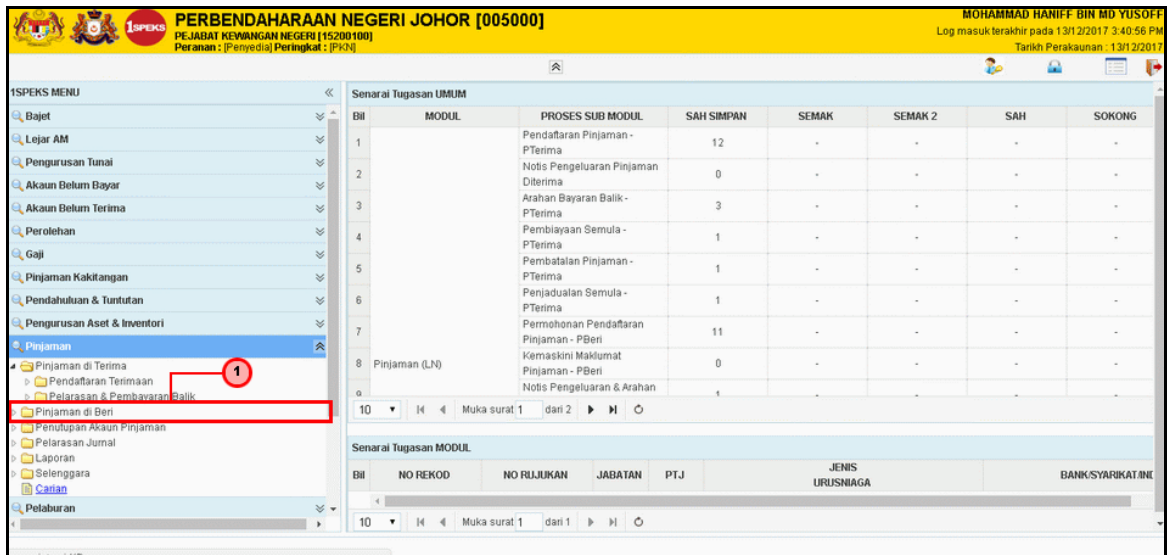 1SPEKS
PERBENDAHARAAN NEGERI JOHOR [005000]
PEJABAT KEWANGAN NEGERI [15200100]
Peranan : [Penyedia] Peringkat : [PKN]
MOHAMMAD HANIFF BIN MD YUSOFF
Log masuk terakhir pada 13/12/2017 3:40:56 PM
Tarikh Perakaunan : 13/12/2017
1SPEKS MENU
Bajet
Lejar AM
Pengurusan Tunai
Akaun Belum Bayar
Akaun Belum Terima
Perolehan
Gaji
Pinjaman Kakitangan
Pendahuluan & Tuntutan
Pengurusan Aset & Inventori
Pinjaman
Pinjaman di Terima
Pendaftaran Terimaan
1
Pelarasan & Pembayaran Balik
Pinjaman di Beri
Penutupan Akaun Pinjaman
Pelarasan Jurnal
Laporan
Selenggara
Carian
Pelaburan
Senarai Tugasan UMUM
Bil MODUL PROSES SUB MODUL SAH SIMPAN SEMAK SEMAK 2 SAH SOKONG
1 Pendaftaran Pinjaman - PTerima 12 - - - -
2 Notis Pengeluaran Pinjaman Diterima 0 - - - -
3 Arahan Bayaran Balik - PTerima 3 - - - -
4 Pembiayaan Semula - PTerima 1 - - - -
5 Pembatalan Pinjaman - PTerima 1 - - - -
6 Penjadualan Semula - PTerima 1 - - - -
7 Permohonan Pendaftaran Pinjaman - PBeri 11 - - - -
8 Pinjaman (LN) Kemaskini Maklumat Pinjaman - PBeri 0 - - - -
9 Notis Pengeluaran & Arahan 1 - - - -
10 Muka surat 1 dari 2
Senarai Tugasan MODUL
Bil NO REKOD NO RUJUKAN JABATAN PTJ JENIS URUSNIAGA BANK/SYARIKAT/IND
10 Muka surat 1 dari 1